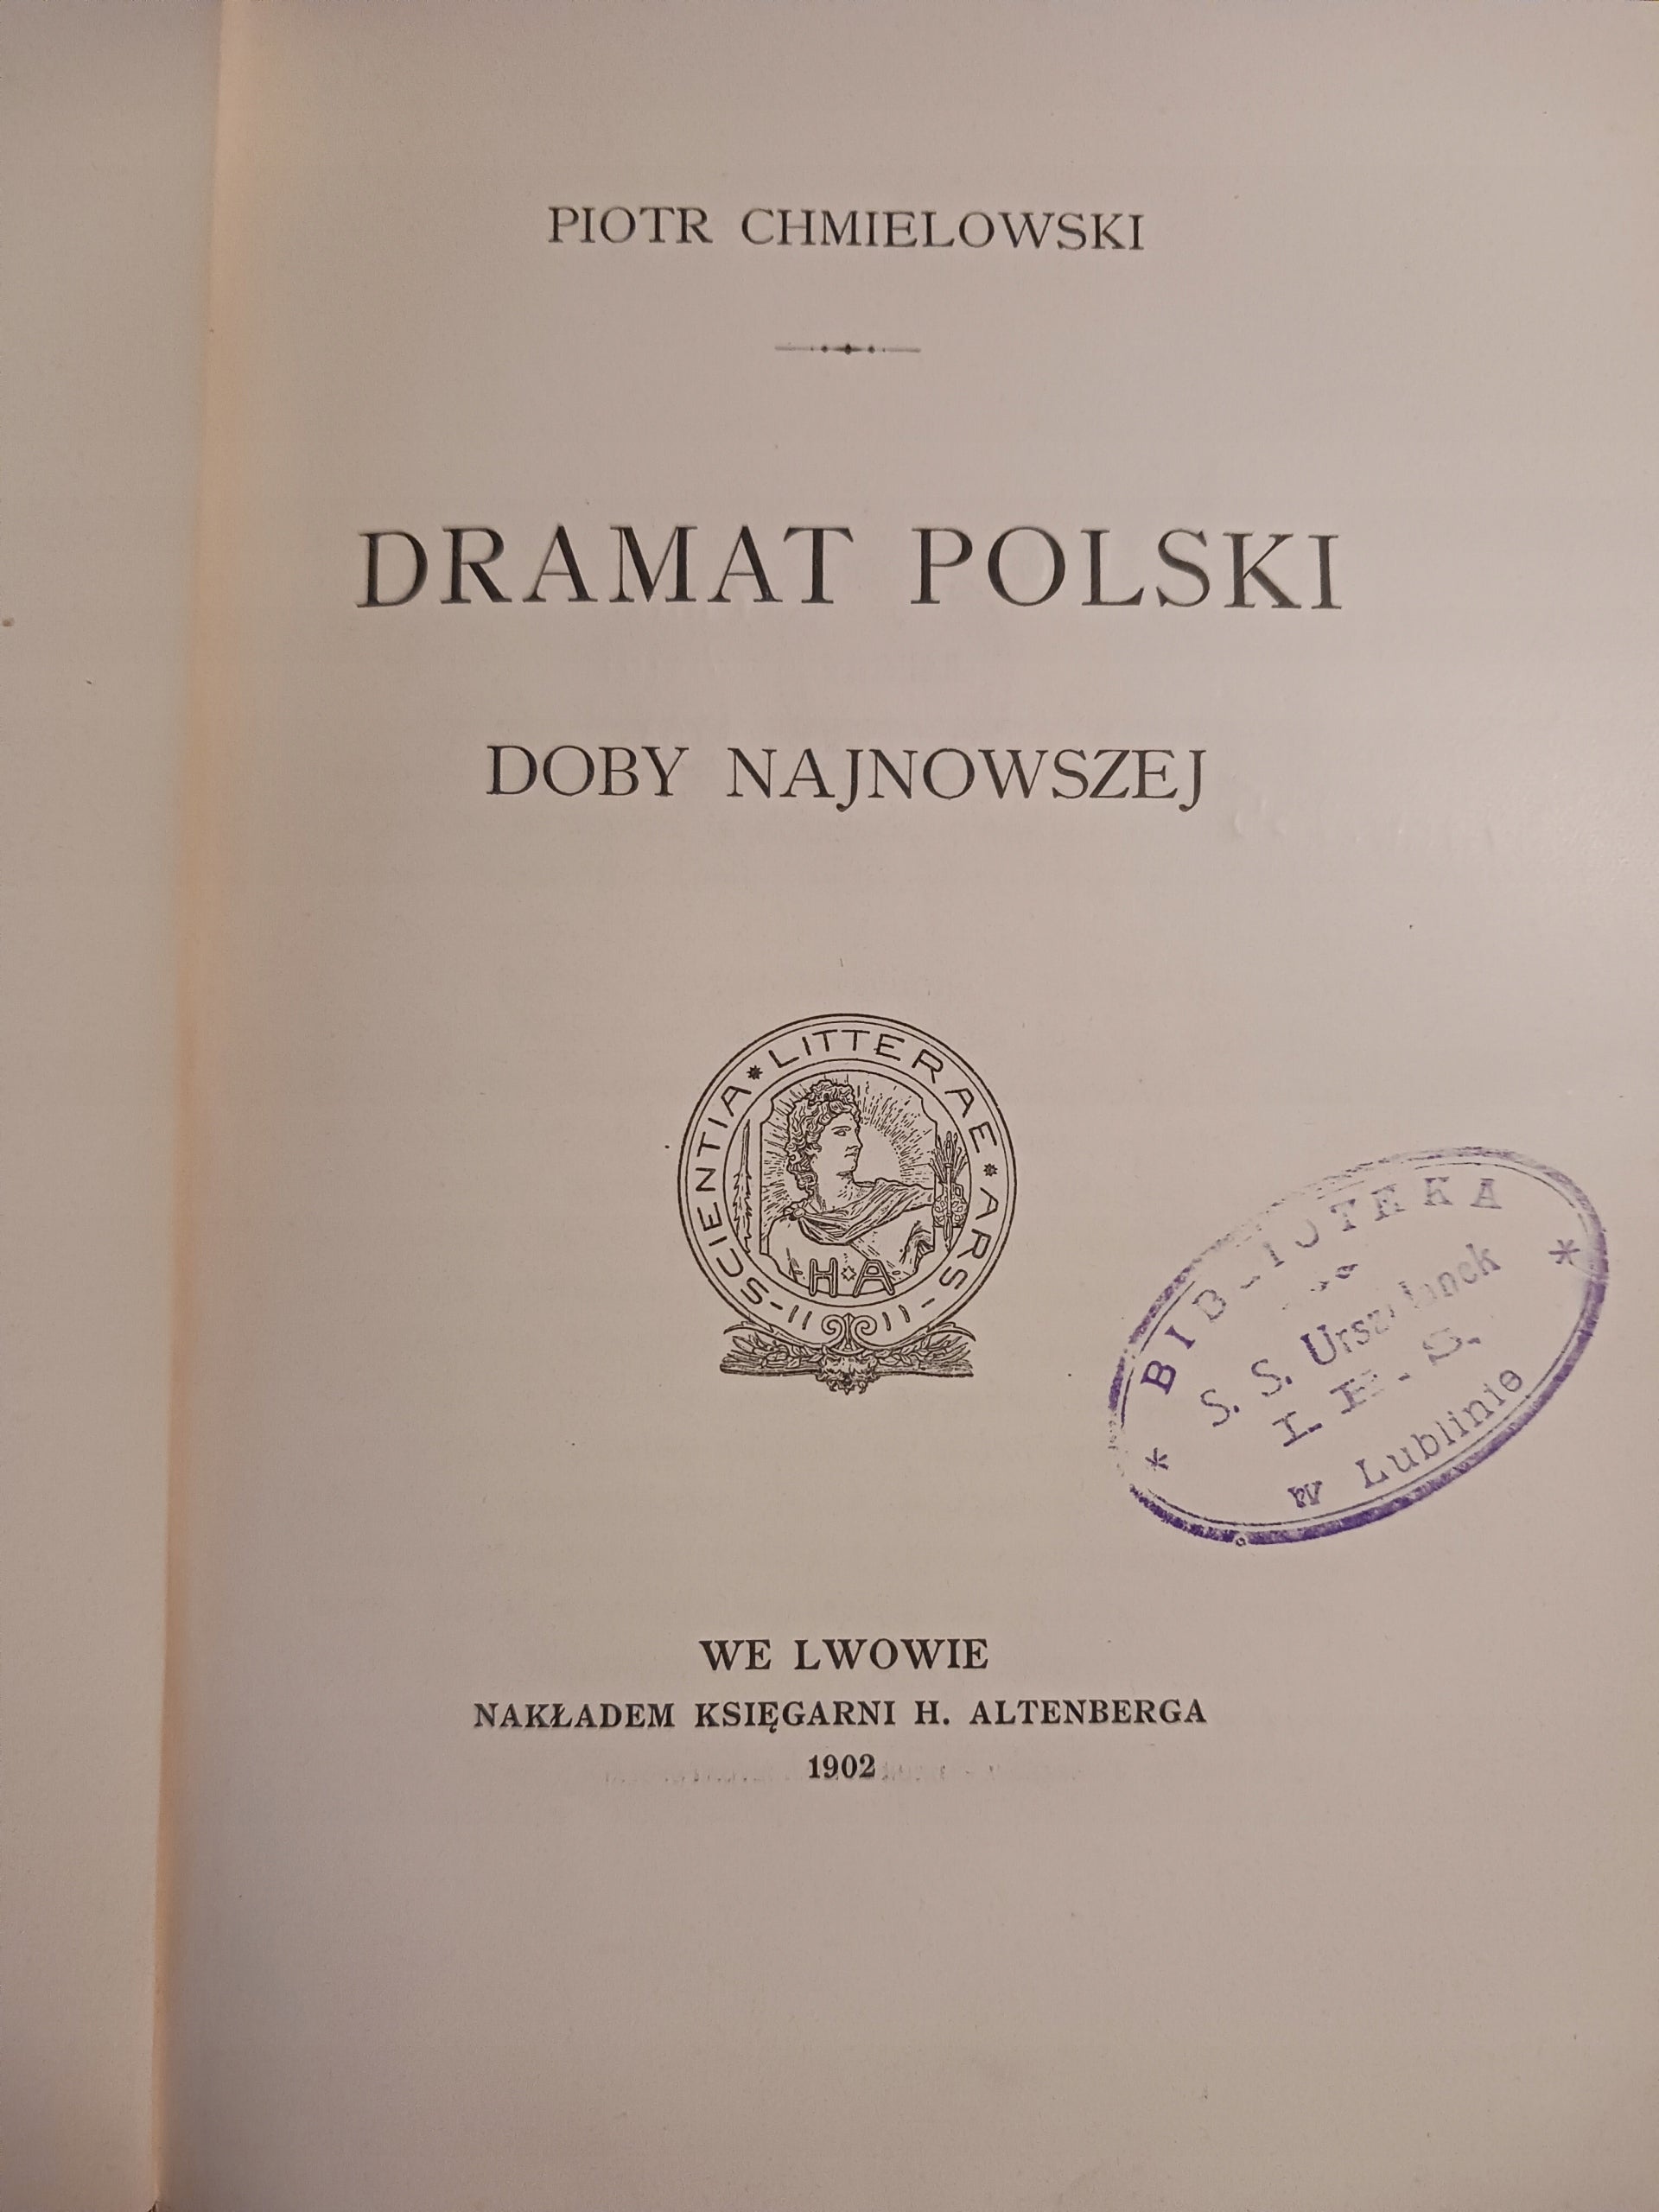 PIOTR CHMIELOWSKI
DRAMAT POLSKI
DOBY NAJNOWSZEJ
SCIENTIA * LITTERAE * ARS
H * A
BIBLIOTEKA
S. S. Urszulanek
w Lublinie
WE LWOWIE
NAKŁADEM KSIĘGARNI H. ALTENBERGA
1902